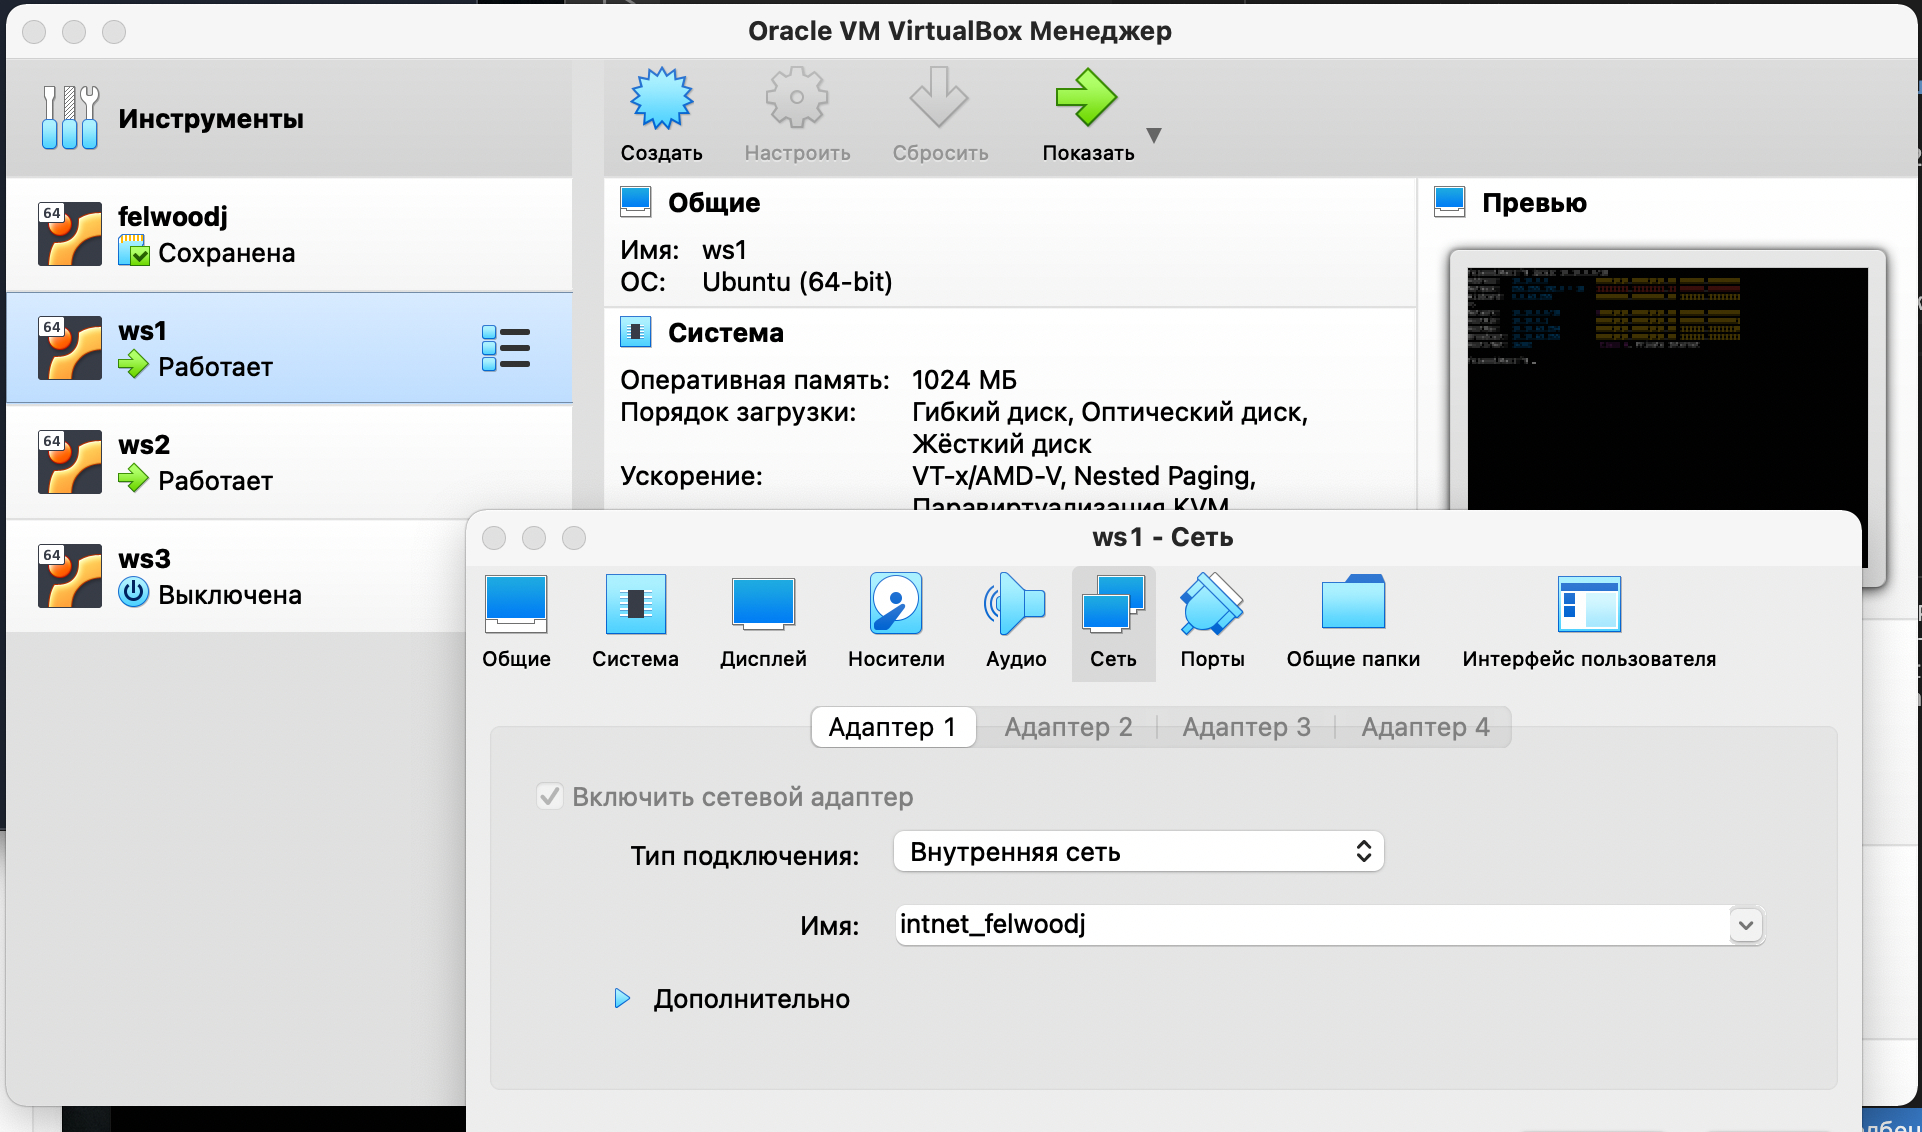 Oracle VM VirtualBox Менеджер
Инструменты
Создать
Настроить
Сбросить
Показать
64
felwoodj
Сохранена
64
ws1
Работает
64
ws2
Работает
64
ws3
Выключена
Общие
Имя: ws1
ОС: Ubuntu (64-bit)
Система
Оперативная память: 1024 МБ
Порядок загрузки: Гибкий диск, Оптический диск,
Жёсткий диск
Ускорение: VT-x/AMD-V, Nested Paging,
Паравиртуализация KVM
Превью
ws1 - Сеть
Общие
Система
Дисплей
Носители
Аудио
Сеть
Порты
Общие папки
Интерфейс пользователя
Адаптер 1
Адаптер 2
Адаптер 3
Адаптер 4
Включить сетевой адаптер
Тип подключения: Внутренняя сеть
Имя: intnet_felwoodj
Дополнительно